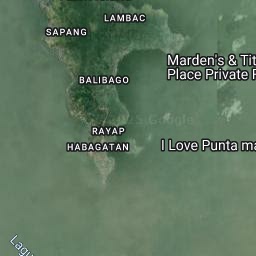 LAMBAC
SAPANG
Marden's & Tit
Place Private R
BALIBAGO
RAYAP
HABAGATAN
I Love Punta ma